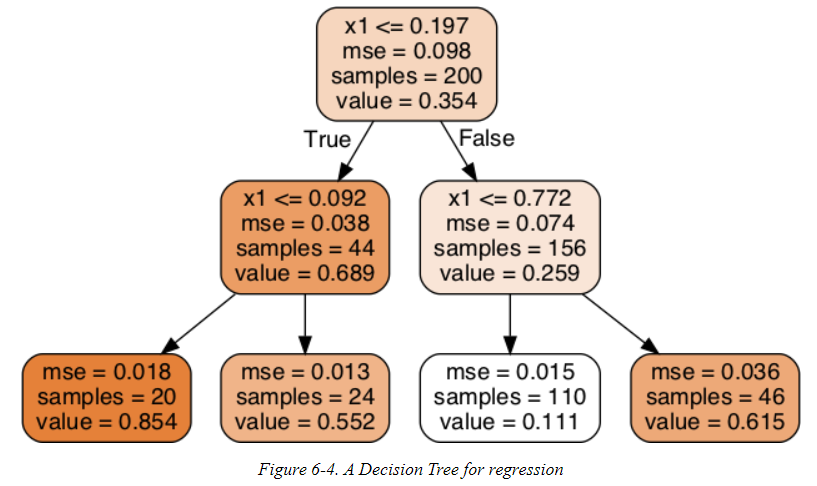 x1 <= 0.197
mse = 0.098
samples = 200
value = 0.354
True
False
x1 <= 0.092
mse = 0.038
samples = 44
value = 0.689
x1 <= 0.772
mse = 0.074
samples = 156
value = 0.259
mse = 0.018
samples = 20
value = 0.854
mse = 0.013
samples = 24
value = 0.552
mse = 0.015
samples = 110
value = 0.111
mse = 0.036
samples = 46
value = 0.615
Figure 6-4. A Decision Tree for regression